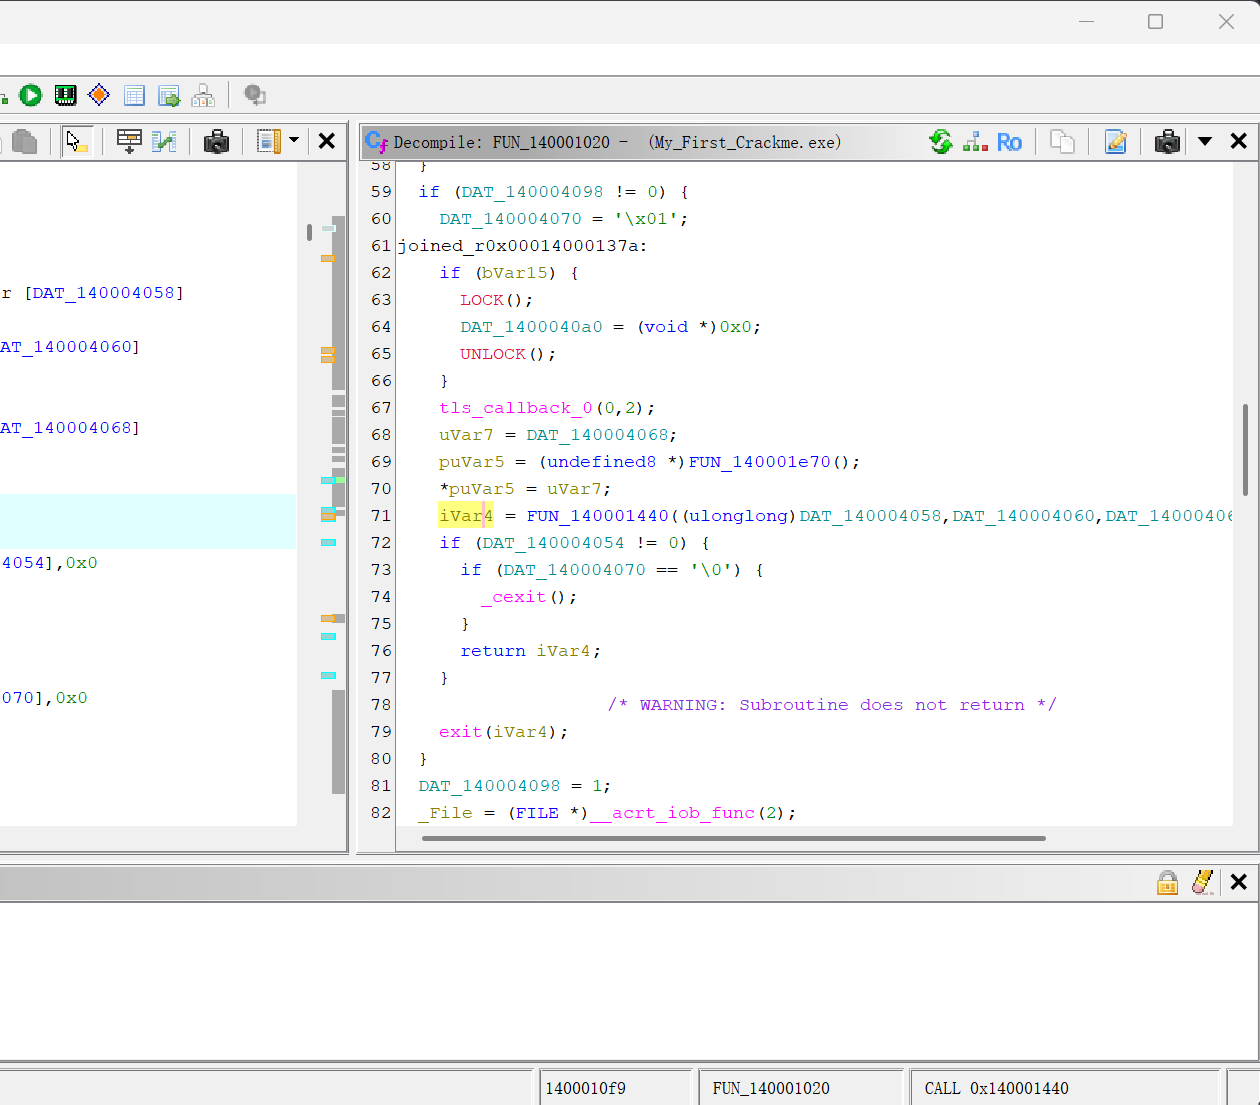 Decompile: FUN_140001020 - (My_First_Crackme.exe)
Ro
r [DAT_140004058]
AT_140004060]
AT_140004068]
4054],0x0
070],0x0
58 }
59 if (DAT_140004098 != 0) {
60 DAT_140004070 = '\x01';
61 joined_r0x00014000137a:
62 if (bVar15) {
63 LOCK();
64 DAT_1400040a0 = (void *)0x0;
65 UNLOCK();
66 }
67 tls_callback_0(0,2);
68 uVar7 = DAT_140004068;
69 puVar5 = (undefined8 *)FUN_140001e70();
70 *puVar5 = uVar7;
71 iVar4 = FUN_140001440((ulonglong)DAT_140004058,DAT_140004060,DAT_14000406
72 if (DAT_140004054 != 0) {
73 if (DAT_140004070 == '\0') {
74 _cexit();
75 }
76 return iVar4;
77 }
78 /* WARNING: Subroutine does not return */
79 exit(iVar4);
80 }
81 DAT_140004098 = 1;
82 _File = (FILE *)__acrt_iob_func(2);
1400010f9
FUN_140001020
CALL 0x140001440